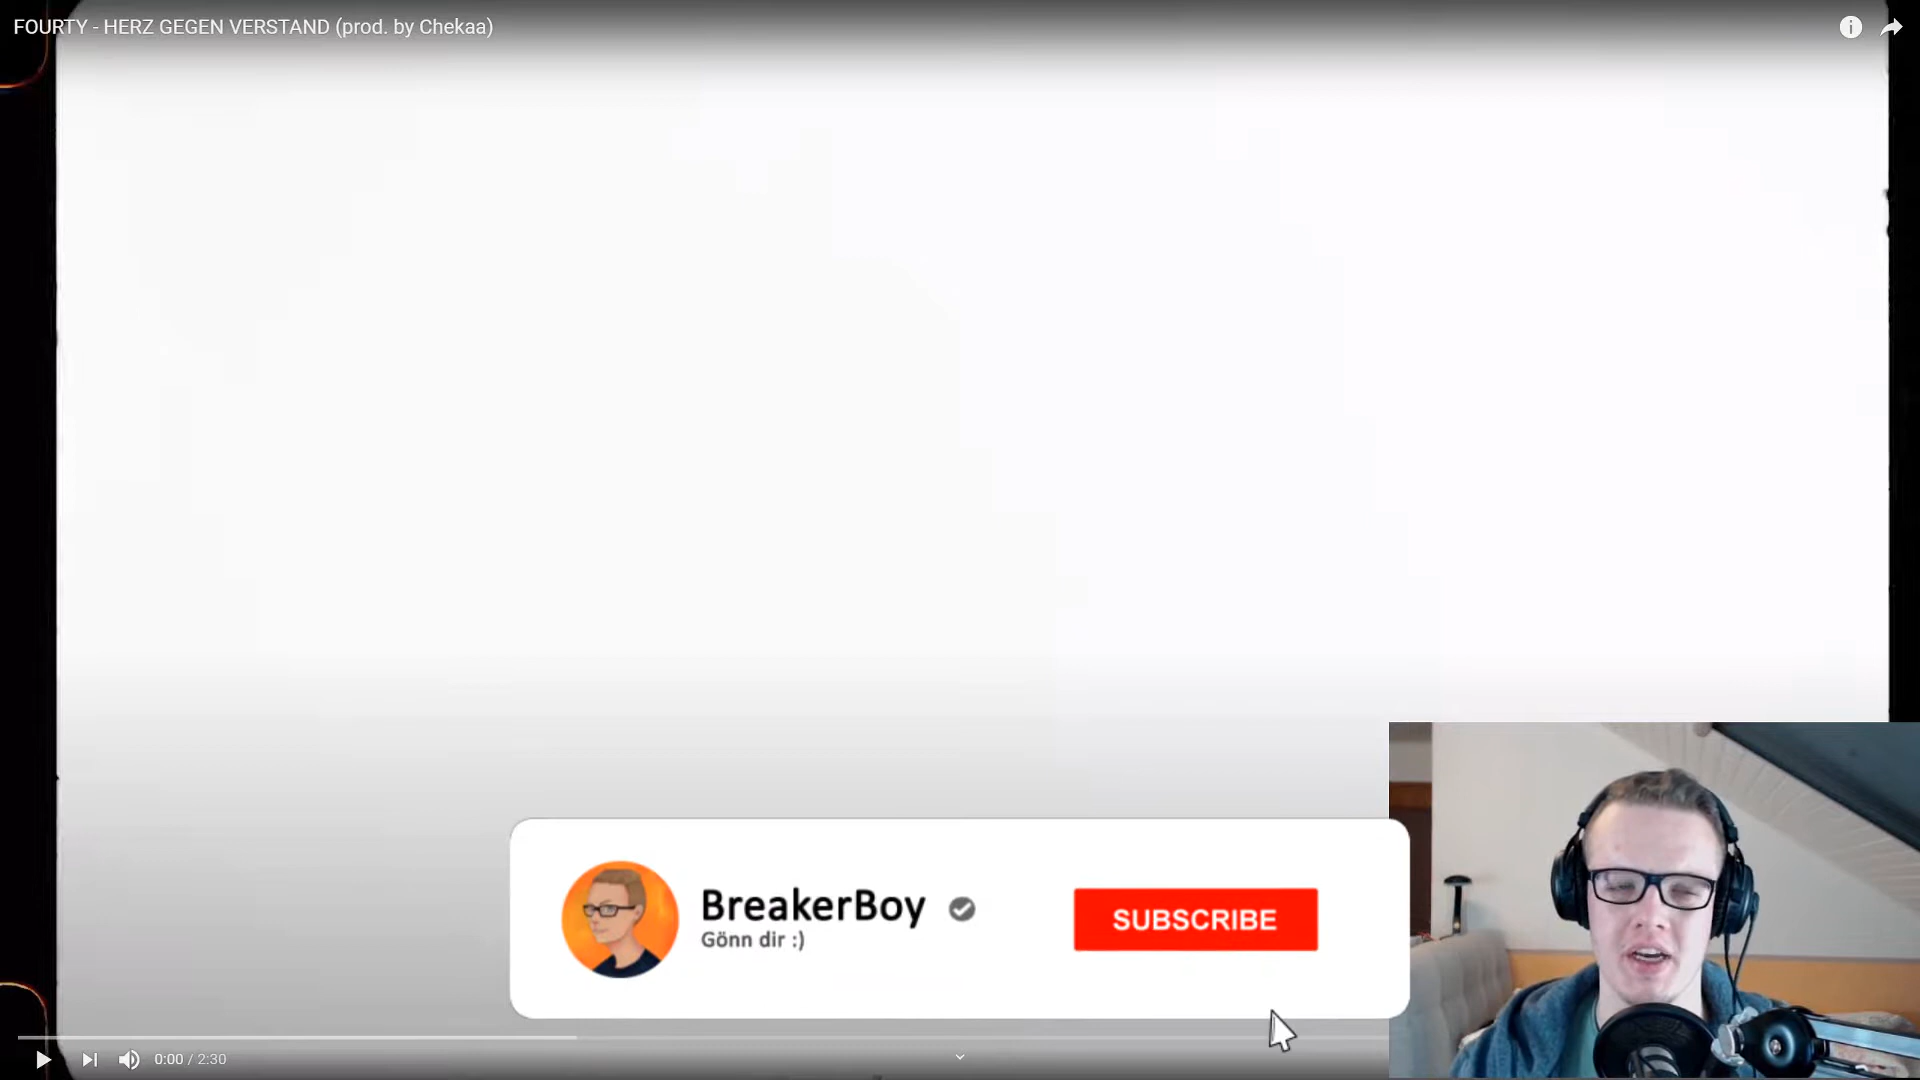 FOURTY - HERZ GEGEN VERSTAND (prod. by Chekaa)
BreakerBoy
Gönn dir :)
SUBSCRIBE
0:00 / 2:30